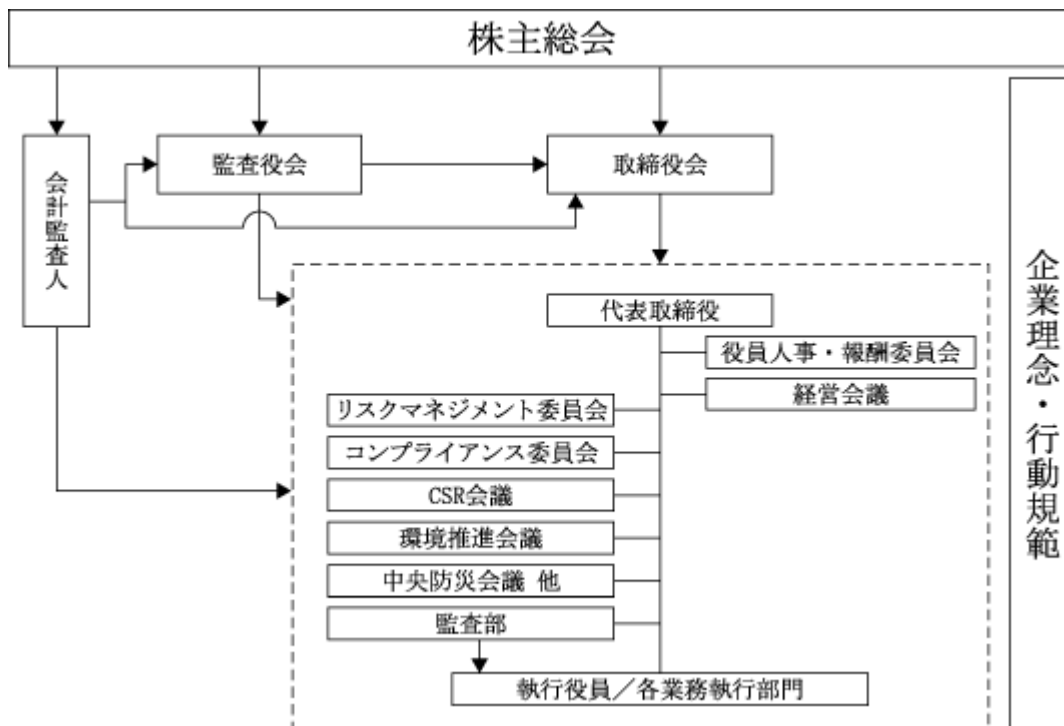 株主総会
会計監査人
監査役会
取締役会
代表取締役
役員人事・報酬委員会
経営会議
リスクマネジメント委員会
コンプライアンス委員会
CSR会議
環境推進会議
中央防災会議 他
監査部
執行役員／各業務執行部門
企業理念・行動規範